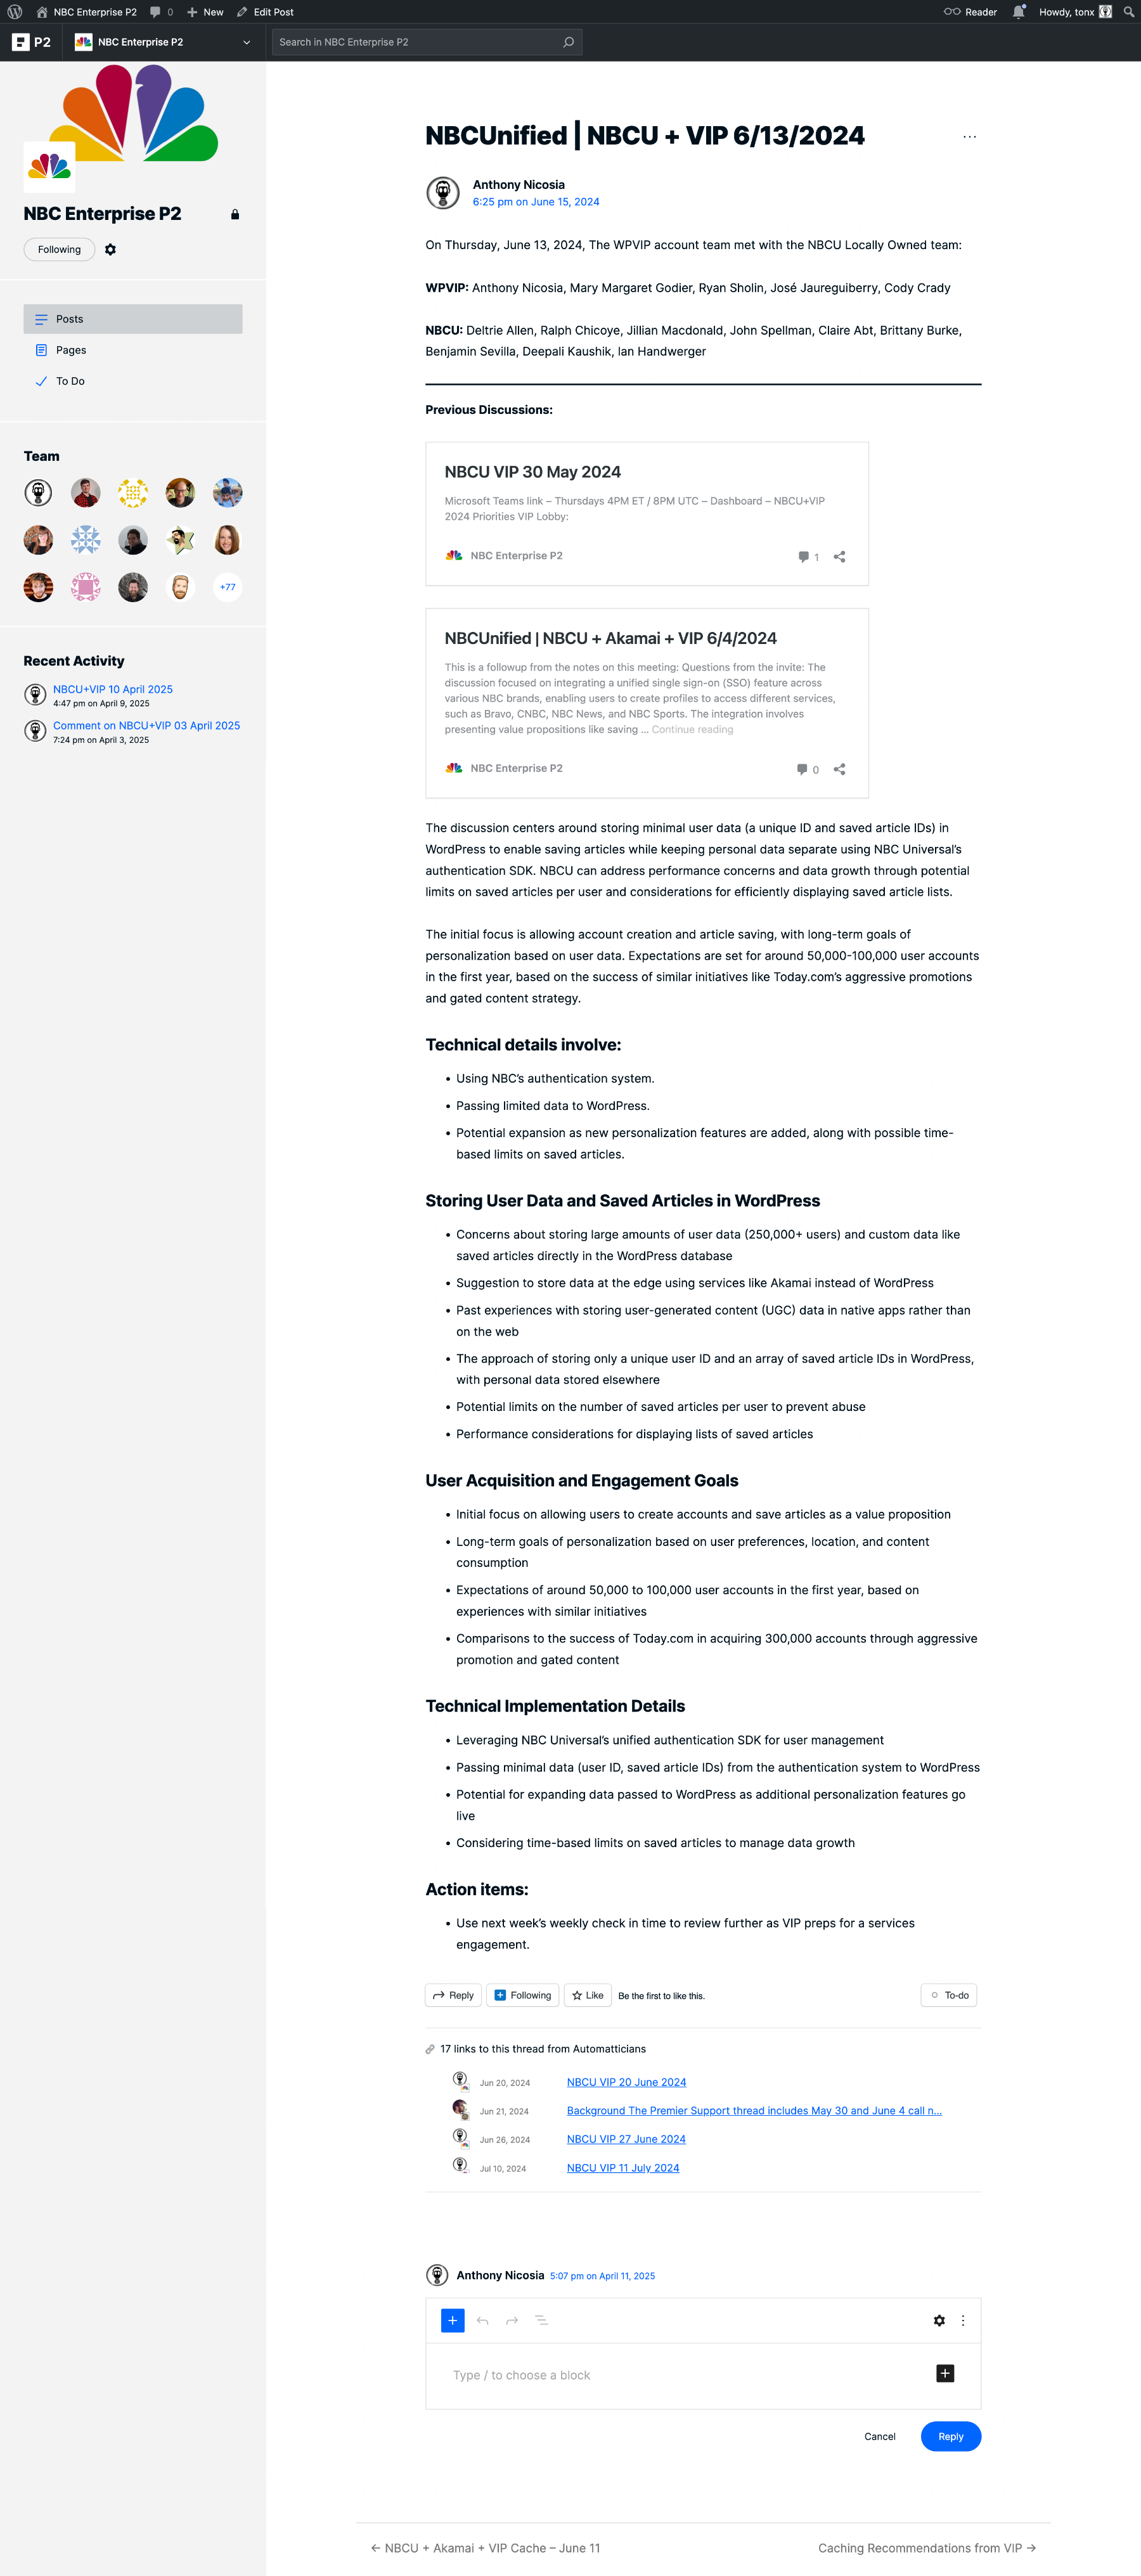 NBC Enterprise P2
0
New
Edit Post
Reader
Howdy, tonx
P2
NBC Enterprise P2
Search in NBC Enterprise P2
NBC Enterprise P2
Following
Posts
Pages
To Do
Team
+77
Recent Activity
NBCU+VIP 10 April 2025
4:47 pm on April 9, 2025
Comment on NBCU+VIP 03 April 2025
7:24 pm on April 3, 2025
NBCUnified | NBCU + VIP 6/13/2024
Anthony Nicosia
6:25 pm on June 15, 2024
On Thursday, June 13, 2024, The WPVIP account team met with the NBCU Locally Owned team:
WPVIP: Anthony Nicosia, Mary Margaret Godier, Ryan Sholin, José Jaureguiberry, Cody Crady
NBCU: Deltrie Allen, Ralph Chicoye, Jillian Macdonald, John Spellman, Claire Abt, Brittany Burke,
Benjamin Sevilla, Deepali Kaushik, Ian Handwerger
Previous Discussions:
NBCU VIP 30 May 2024
Microsoft Teams link – Thursdays 4PM ET / 8PM UTC – Dashboard – NBCU+VIP
2024 Priorities VIP Lobby:
NBC Enterprise P2
1
NBCUnified | NBCU + Akamai + VIP 6/4/2024
This is a followup from the notes on this meeting: Questions from the invite: The
discussion focused on integrating a unified single sign-on (SSO) feature across
various NBC brands, enabling users to create profiles to access different services,
such as Bravo, CNBC, NBC News, and NBC Sports. The integration involves
presenting value propositions like saving ... Continue reading
NBC Enterprise P2
0
The discussion centers around storing minimal user data (a unique ID and saved article IDs) in
WordPress to enable saving articles while keeping personal data separate using NBC Universal’s
authentication SDK. NBCU can address performance concerns and data growth through potential
limits on saved articles per user and considerations for efficiently displaying saved article lists.
The initial focus is allowing account creation and article saving, with long-term goals of
personalization based on user data. Expectations are set for around 50,000-100,000 user accounts
in the first year, based on the success of similar initiatives like Today.com’s aggressive promotions
and gated content strategy.
Technical details involve:
• Using NBC’s authentication system.
• Passing limited data to WordPress.
• Potential expansion as new personalization features are added, along with possible time-
based limits on saved articles.
Storing User Data and Saved Articles in WordPress
• Concerns about storing large amounts of user data (250,000+ users) and custom data like
saved articles directly in the WordPress database
• Suggestion to store data at the edge using services like Akamai instead of WordPress
• Past experiences with storing user-generated content (UGC) data in native apps rather than
on the web
• The approach of storing only a unique user ID and an array of saved article IDs in WordPress,
with personal data stored elsewhere
• Potential limits on the number of saved articles per user to prevent abuse
• Performance considerations for displaying lists of saved articles
User Acquisition and Engagement Goals
• Initial focus on allowing users to create accounts and save articles as a value proposition
• Long-term goals of personalization based on user preferences, location, and content
consumption
• Expectations of around 50,000 to 100,000 user accounts in the first year, based on
experiences with similar initiatives
• Comparisons to the success of Today.com in acquiring 300,000 accounts through aggressive
promotion and gated content
Technical Implementation Details
• Leveraging NBC Universal’s unified authentication SDK for user management
• Passing minimal data (user ID, saved article IDs) from the authentication system to WordPress
• Potential for expanding data passed to WordPress as additional personalization features go
live
• Considering time-based limits on saved articles to manage data growth
Action items:
• Use next week’s weekly check in time to review further as VIP preps for a services
engagement.
Reply
Following
Like
Be the first to like this.
To-do
17 links to this thread from Automatticians
Jun 20, 2024 NBCU VIP 20 June 2024
Jun 21, 2024 Background The Premier Support thread includes May 30 and June 4 call n...
Jun 26, 2024 NBCU VIP 27 June 2024
Jul 10, 2024 NBCU VIP 11 July 2024
Anthony Nicosia 5:07 pm on April 11, 2025
Type / to choose a block
Cancel
Reply
← NBCU + Akamai + VIP Cache – June 11
Caching Recommendations from VIP →